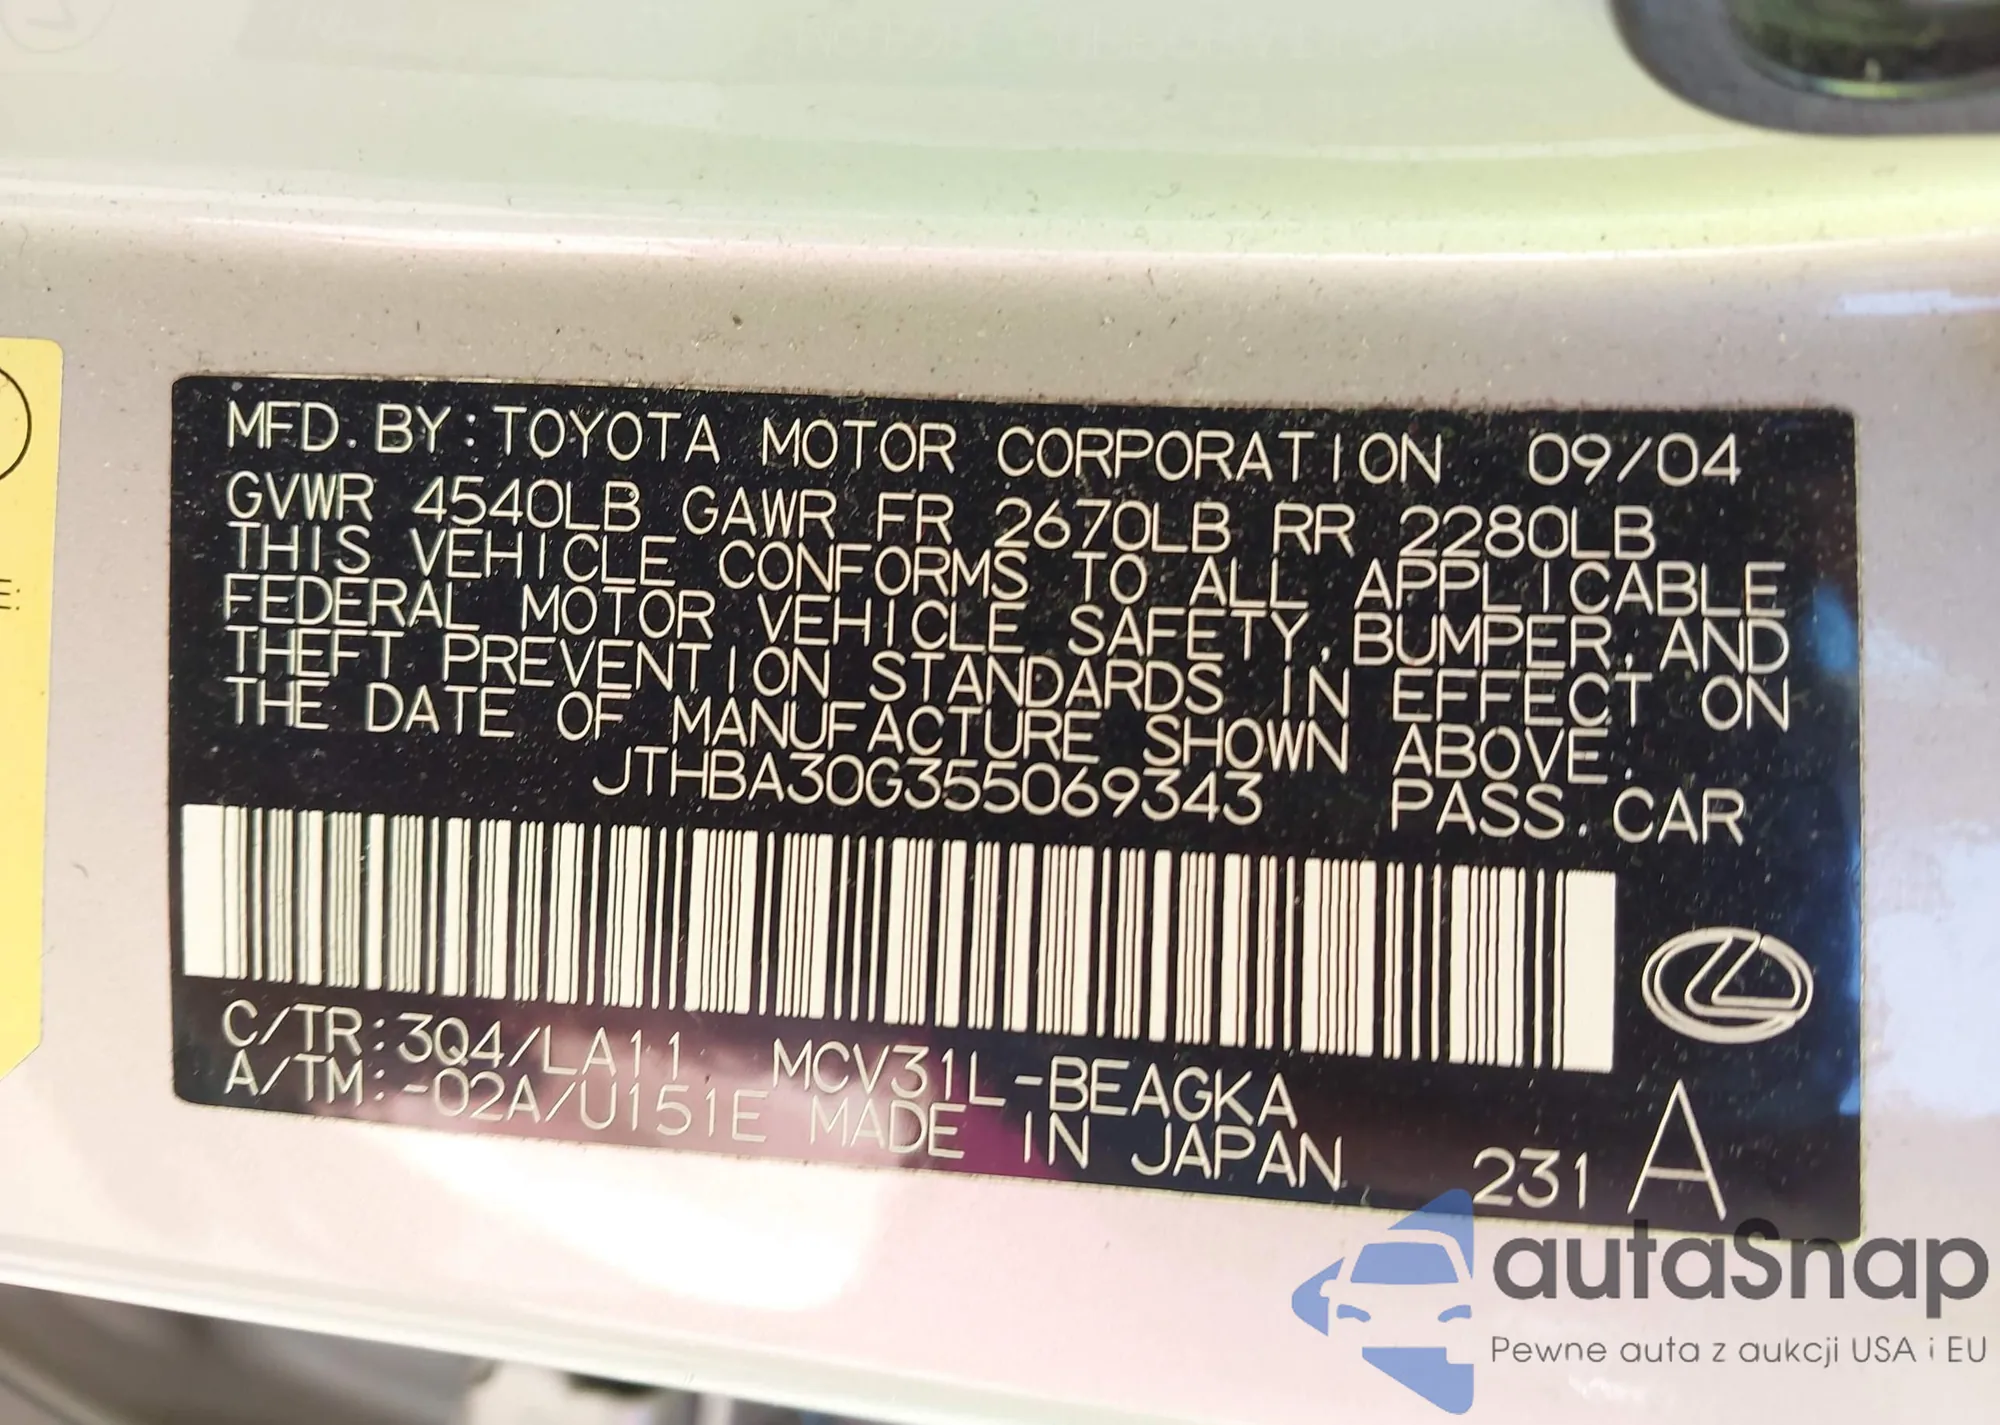 MFD. BY: TOYOTA MOTOR CORPORATION 09/04
GVWR 4540LB GAWR FR 2670LB RR 2280LB
THIS VEHICLE CONFORMS TO ALL APPLICABLE
FEDERAL MOTOR VEHICLE SAFETY, BUMPER, AND
THEFT PREVENTION STANDARDS IN EFFECT ON
THE DATE OF MANUFACTURE SHOWN ABOVE.
JTHBA30G355069343 PASS. CAR
C/TR: 3Q4/LA11 MCV31L-BEAGKA
A/TM: -02A/U151E MADE IN JAPAN 231 A
E:
autaSnap
Pewne auta z aukcji USA i EU